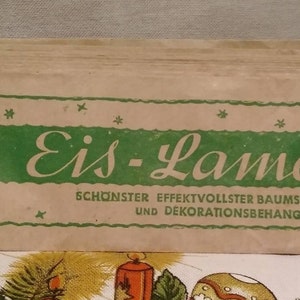 Eis-Lame
SCHÖNSTER EFFEKTVOLLSTER BAUMS
UND DEKORATIONSBEHANG